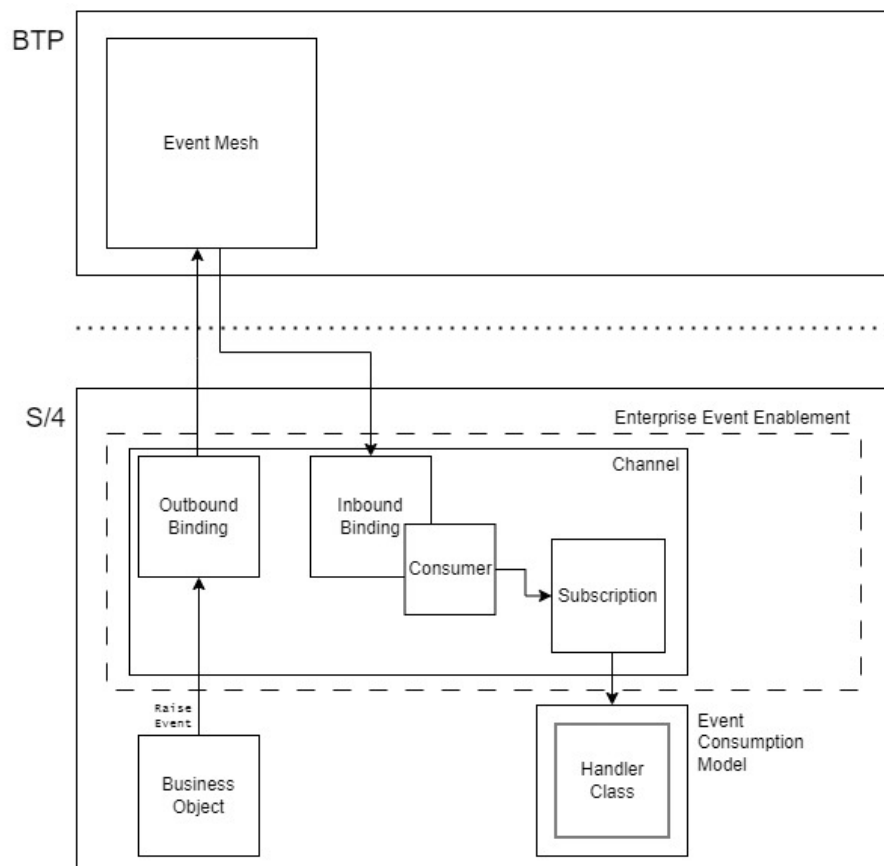 BTP
Event Mesh
S/4
Enterprise Event Enablement
Channel
Outbound
Binding
Inbound
Binding
Consumer
Subscription
Raise
Event
Business
Object
Event
Consumption
Model
Handler
Class